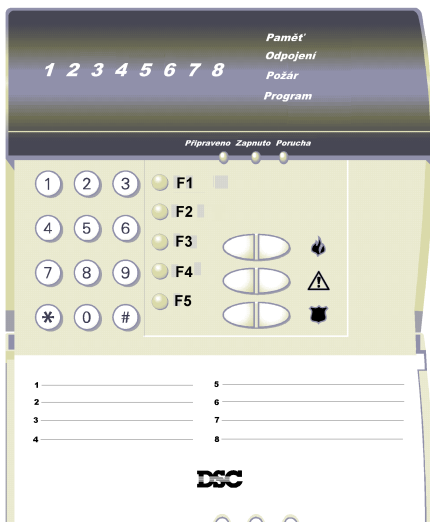 Paměť
Odpojení
1 2 3 4 5 6 7 8
Požár
Program
Připraveno Zapnuto Porucha
1 2 3 F1
F2
4 5 6
F3
7 8 9 F4
F5
* 0 #
1 5
2 6
3 7
4 8
DSC